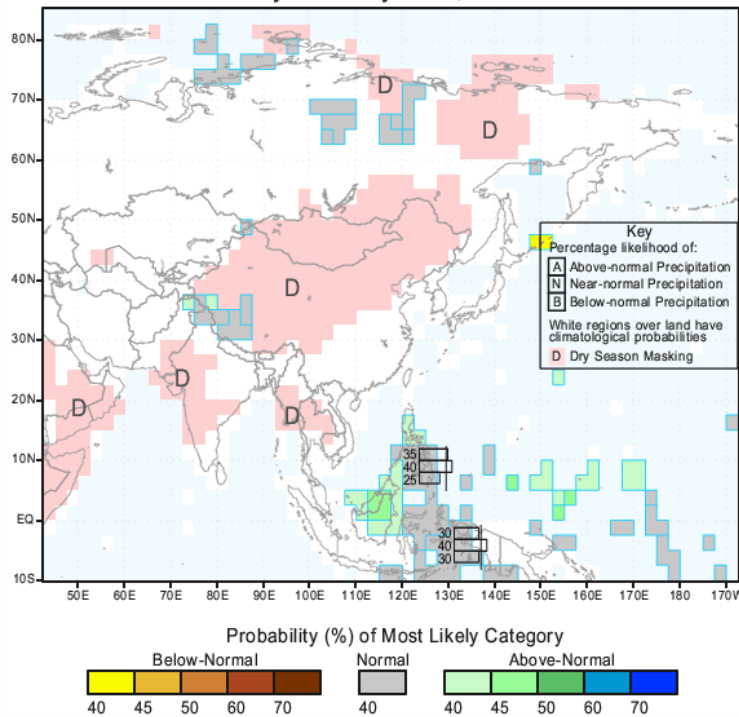 80N
70N
60N
50N
40N
30N
20N
10N
EQ
10S
50E 60E 70E 80E 90E 100E 110E 120E 130E 140E 150E 160E 170E 180 170W
D
D
D
D
D
D
35
40
25
30
40
30
Key
Percentage likelihood of:
A Above-normal Precipitation
N Near-normal Precipitation
B Below-normal Precipitation
White regions over land have
climatological probabilities
D Dry Season Masking
Probability (%) of Most Likely Category
Below-Normal Normal Above-Normal
40 45 50 60 70 40 40 45 50 60 70